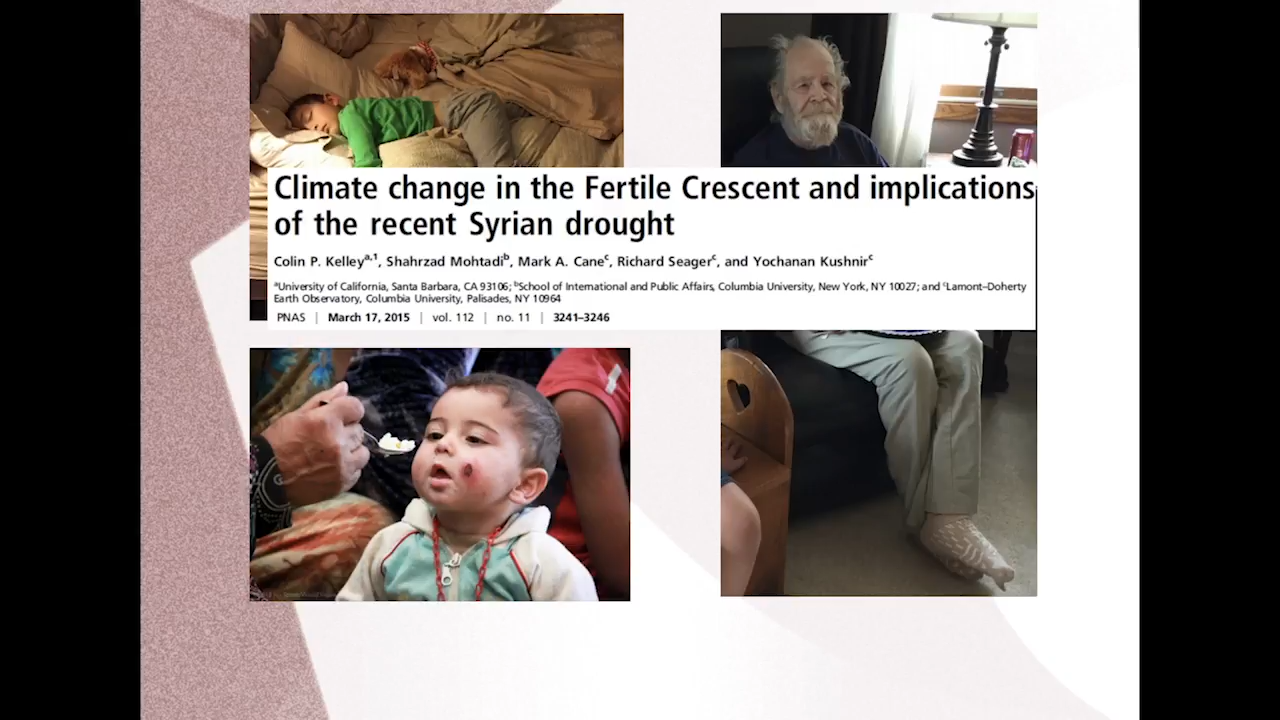 Climate change in the Fertile Crescent and implications
of the recent Syrian drought
Colin P. Kelley^a,1, Shahrzad Mohtadi^b, Mark A. Cane^c, Richard Seager^c, and Yochanan Kushnir^c
^aUniversity of California, Santa Barbara, CA 93106; ^bSchool of International and Public Affairs, Columbia University, New York, NY 10027; and ^cLamont–Doherty
Earth Observatory, Columbia University, Palisades, NY 10964
PNAS | March 17, 2015 | vol. 112 | no. 11 | 3241–3246